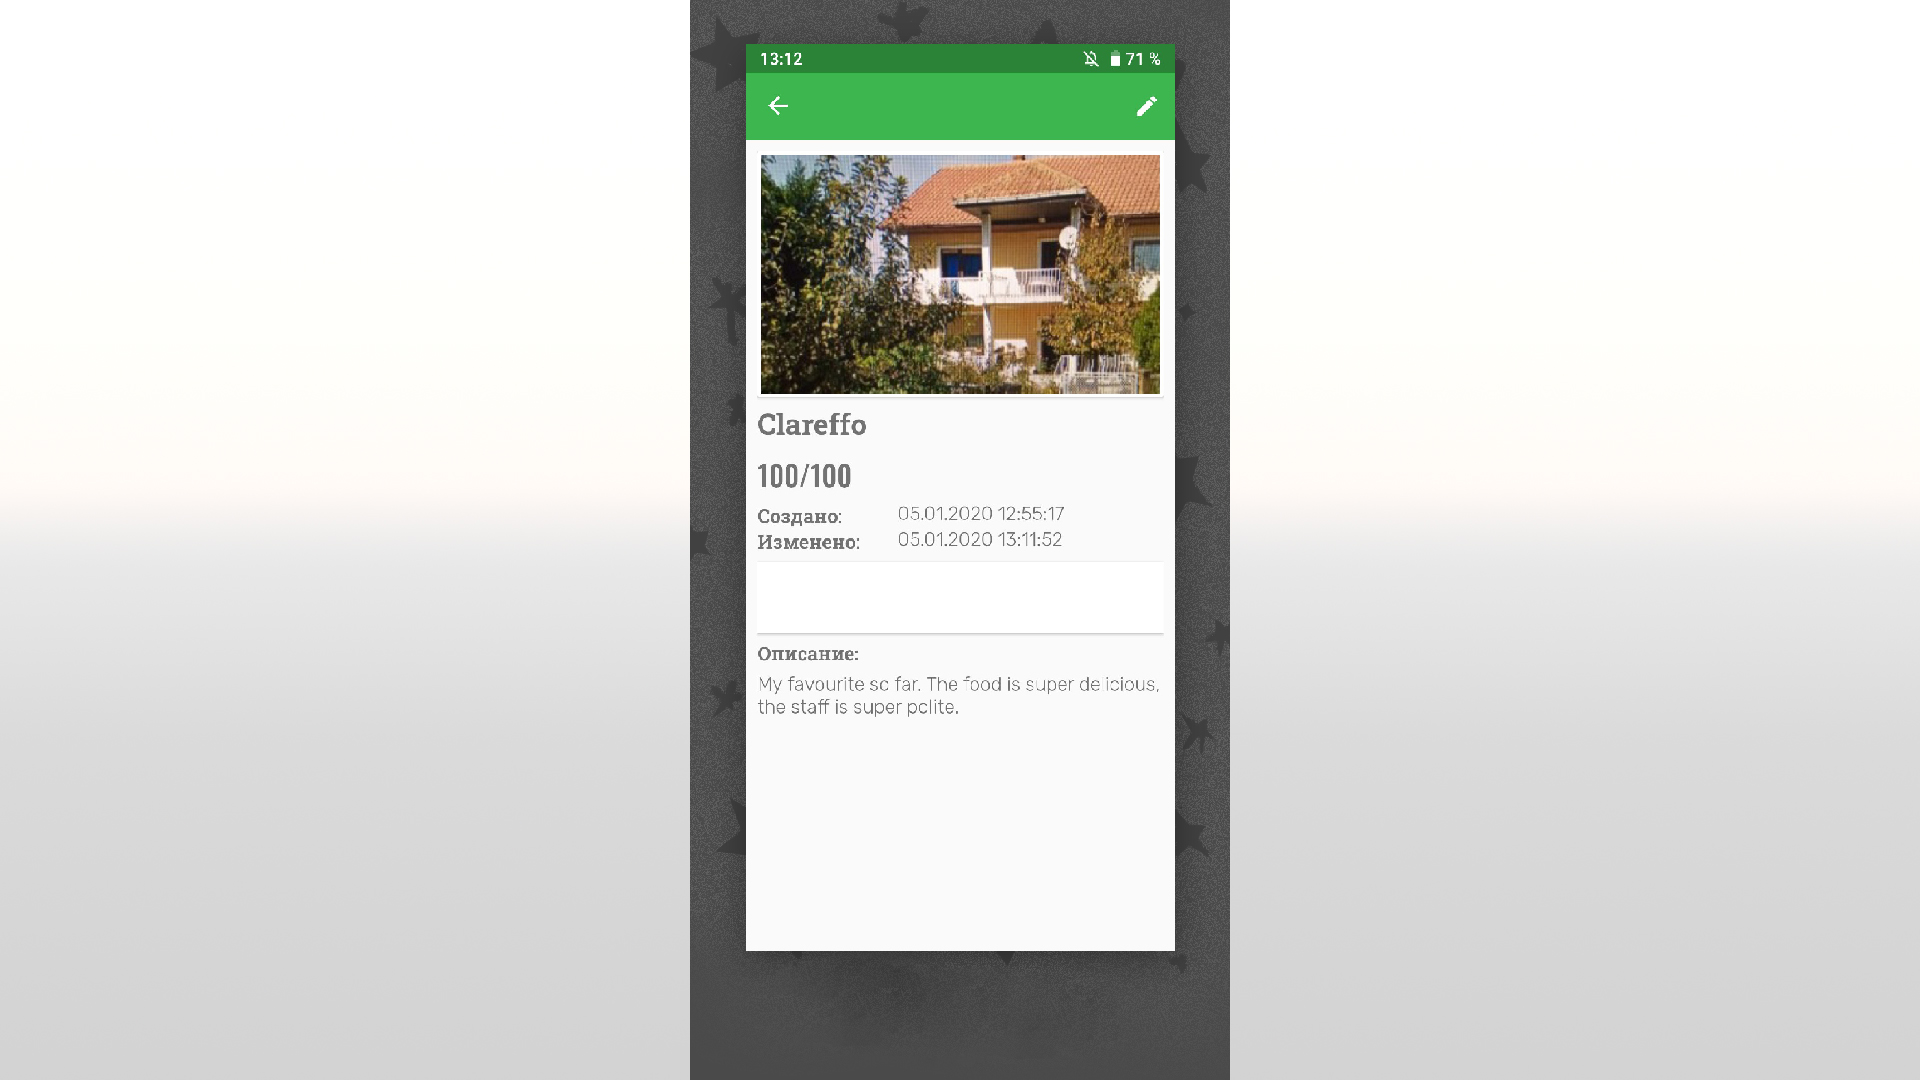 13:12 71 %
Clareffo
100/100
Создано: 05.01.2020 12:55:17
Изменено: 05.01.2020 13:11:52
Описание:
My favourite so far. The food is super delicious,
the staff is super polite.